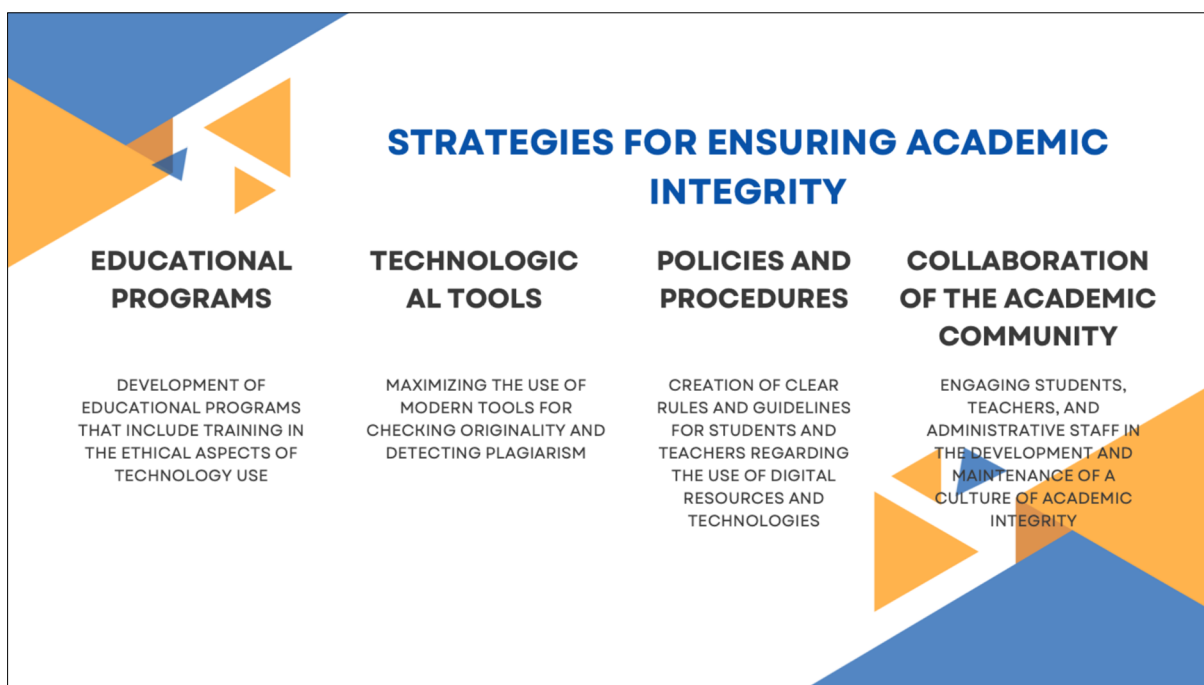 STRATEGIES FOR ENSURING ACADEMIC
INTEGRITY
EDUCATIONAL
PROGRAMS
DEVELOPMENT OF
EDUCATIONAL PROGRAMS
THAT INCLUDE TRAINING IN
THE ETHICAL ASPECTS OF
TECHNOLOGY USE
TECHNOLOGIC
AL TOOLS
MAXIMIZING THE USE OF
MODERN TOOLS FOR
CHECKING ORIGINALITY AND
DETECTING PLAGIARISM
POLICIES AND
PROCEDURES
CREATION OF CLEAR
RULES AND GUIDELINES
FOR STUDENTS AND
TEACHERS REGARDING
THE USE OF DIGITAL
RESOURCES AND
TECHNOLOGIES
COLLABORATION
OF THE ACADEMIC
COMMUNITY
ENGAGING STUDENTS,
TEACHERS, AND
ADMINISTRATIVE STAFF IN
THE DEVELOPMENT AND
MAINTENANCE OF A
CULTURE OF ACADEMIC
INTEGRITY